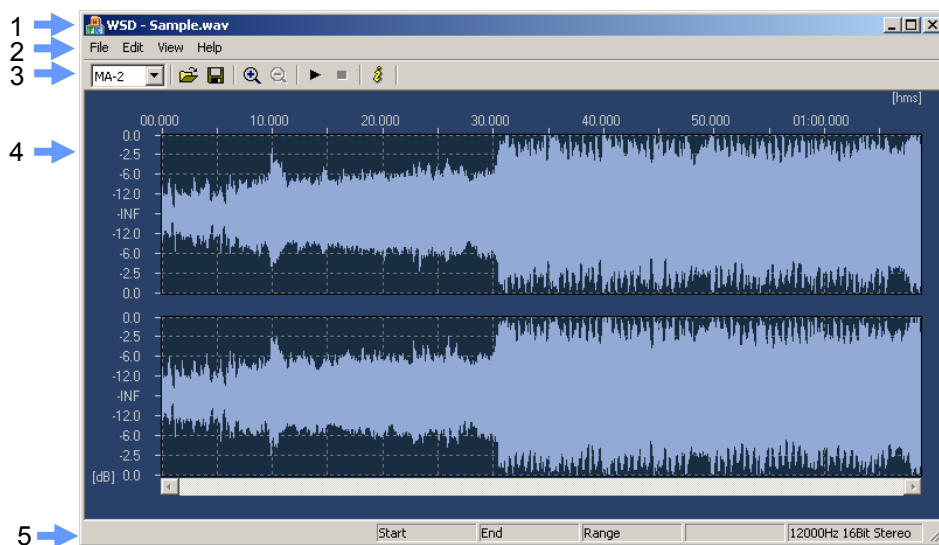 1
WSD - Sample.wav
2
File Edit View Help
3
MA-2
[hms]
00.000 10.000 20.000 30.000 40.000 50.000 01:00.000
4
0.0
-2.5
-6.0
-12.0
-INF
-12.0
-6.0
-2.5
0.0
0.0
-2.5
-6.0
-12.0
-INF
-12.0
-6.0
-2.5
[dB] 0.0
5
Start End Range 12000Hz 16Bit Stereo